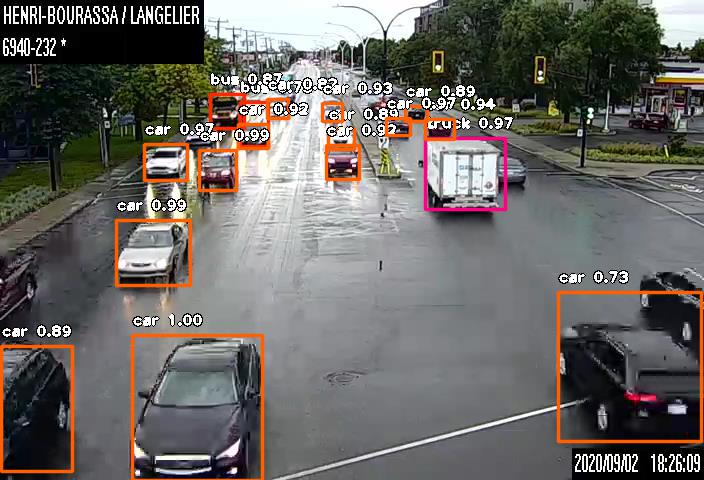 HENRI-BOURASSA / LANGELIER
6940-232 *
bus 0.87
car 0.93
car 0.89
car 0.92
car 0.97
0.94
car 0.89
car 0.92
truck 0.97
car 0.97
car 0.99
car 0.99
car 0.73
car 1.00
car 0.89
2020/09/02 18:26:09